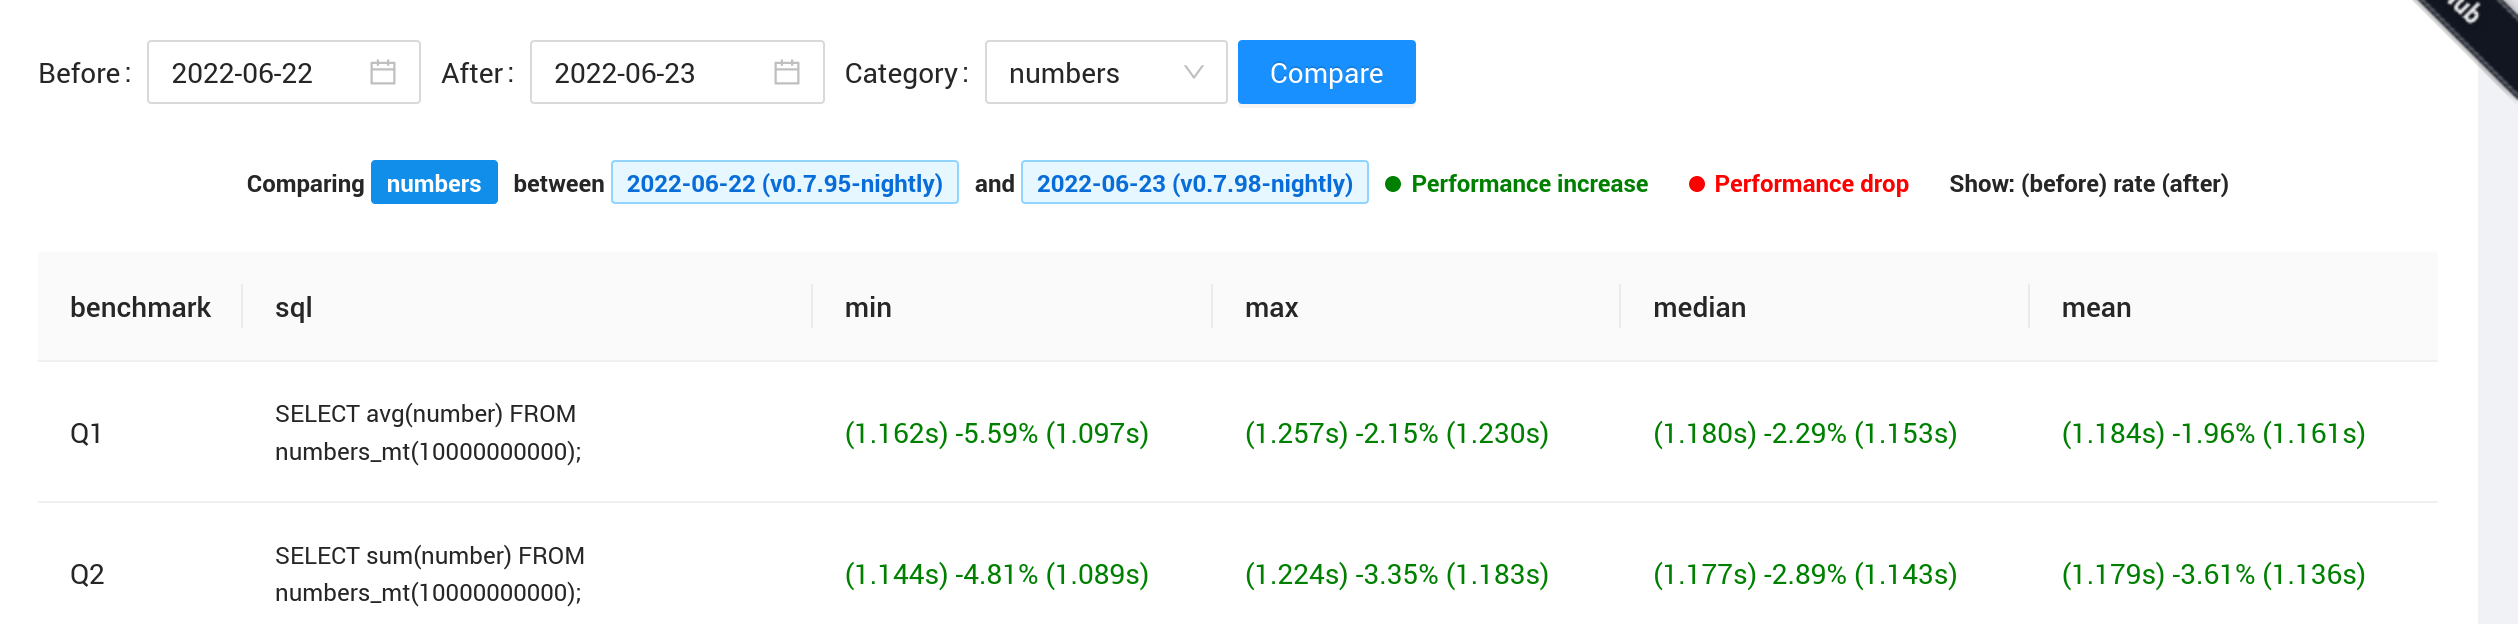 Before: 2022-06-22 After: 2022-06-23 Category: numbers Compare
Comparing numbers between 2022-06-22 (v0.7.95-nightly) and 2022-06-23 (v0.7.98-nightly) Performance increase Performance drop Show: (before) rate (after)
benchmark sql min max median mean
SELECT avg(number) FROM
Q1 (1.162s) -5.59% (1.097s) (1.257s) -2.15% (1.230s) (1.180s) -2.29% (1.153s) (1.184s) -1.96% (1.161s)
numbers_mt(10000000000);
SELECT sum(number) FROM
Q2 (1.144s) -4.81% (1.089s) (1.224s) -3.35% (1.183s) (1.177s) -2.89% (1.143s) (1.179s) -3.61% (1.136s)
numbers_mt(10000000000);